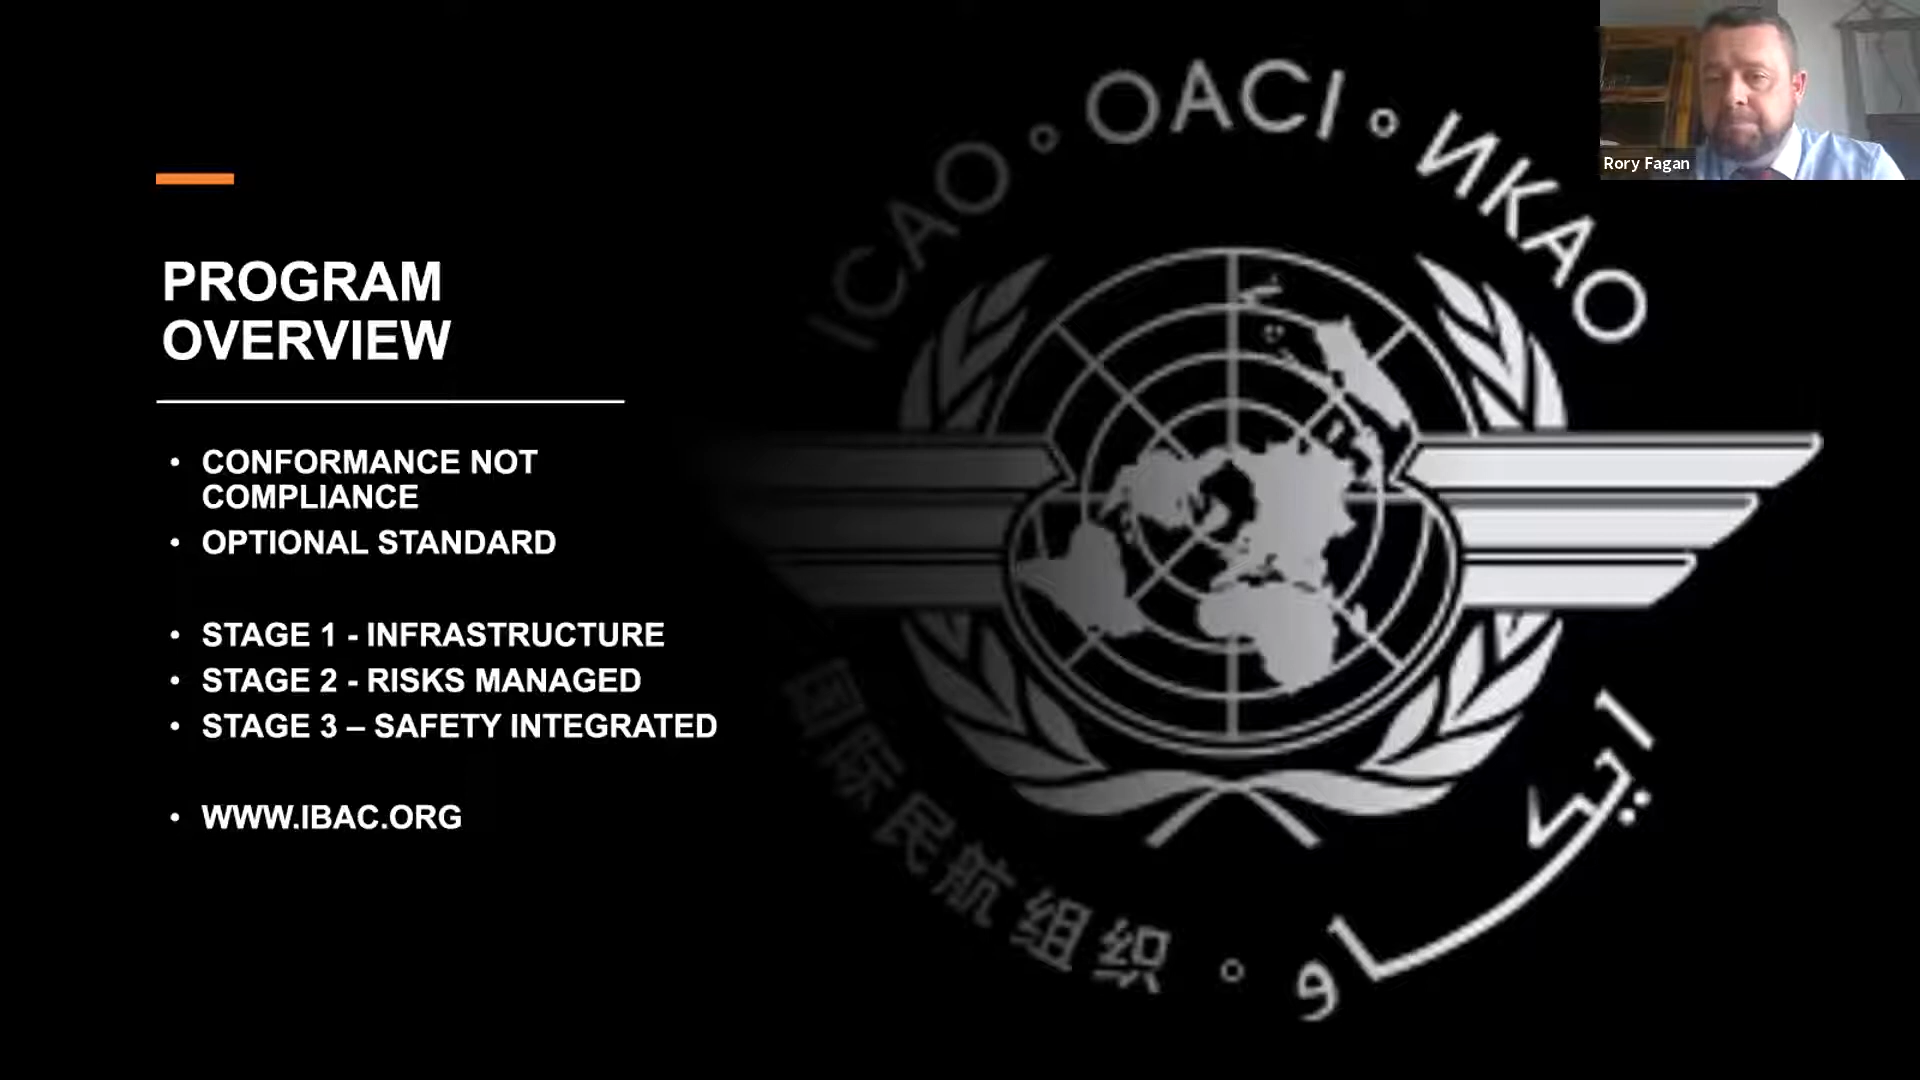 PROGRAM
OVERVIEW
• CONFORMANCE NOT
COMPLIANCE
• OPTIONAL STANDARD
• STAGE 1 - INFRASTRUCTURE
• STAGE 2 - RISKS MANAGED
• STAGE 3 – SAFETY INTEGRATED
• WWW.IBAC.ORG
ICAO ° OACI ° ИКАО
国际民航组织 ° ايكاو
Rory Fagan